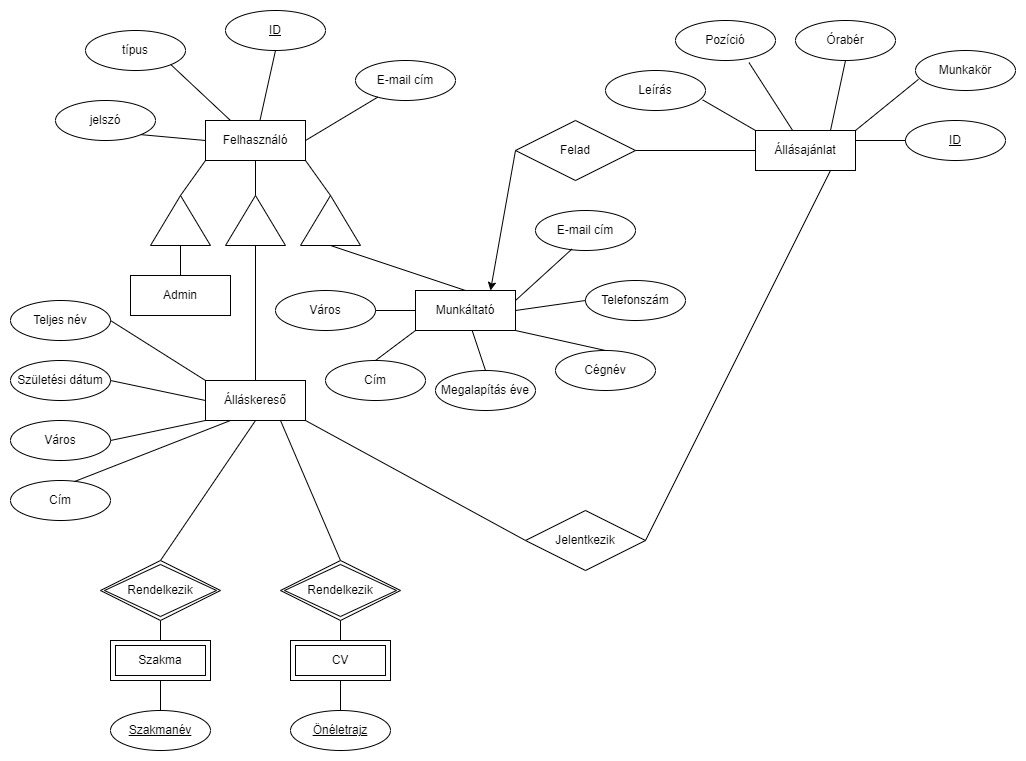 ID
típus
E-mail cím
jelszó
Felhasználó
Pozíció
Órabér
Munkakör
Leírás
ID
Állásajánlat
Felad
E-mail cím
Admin
Város
Munkáltató
Telefonszám
Cím
Megalapítás éve
Cégnév
Teljes név
Születési dátum
Álláskereső
Város
Cím
Jelentkezik
Rendelkezik
Rendelkezik
Szakma
CV
Szakmanév
Önéletrajz